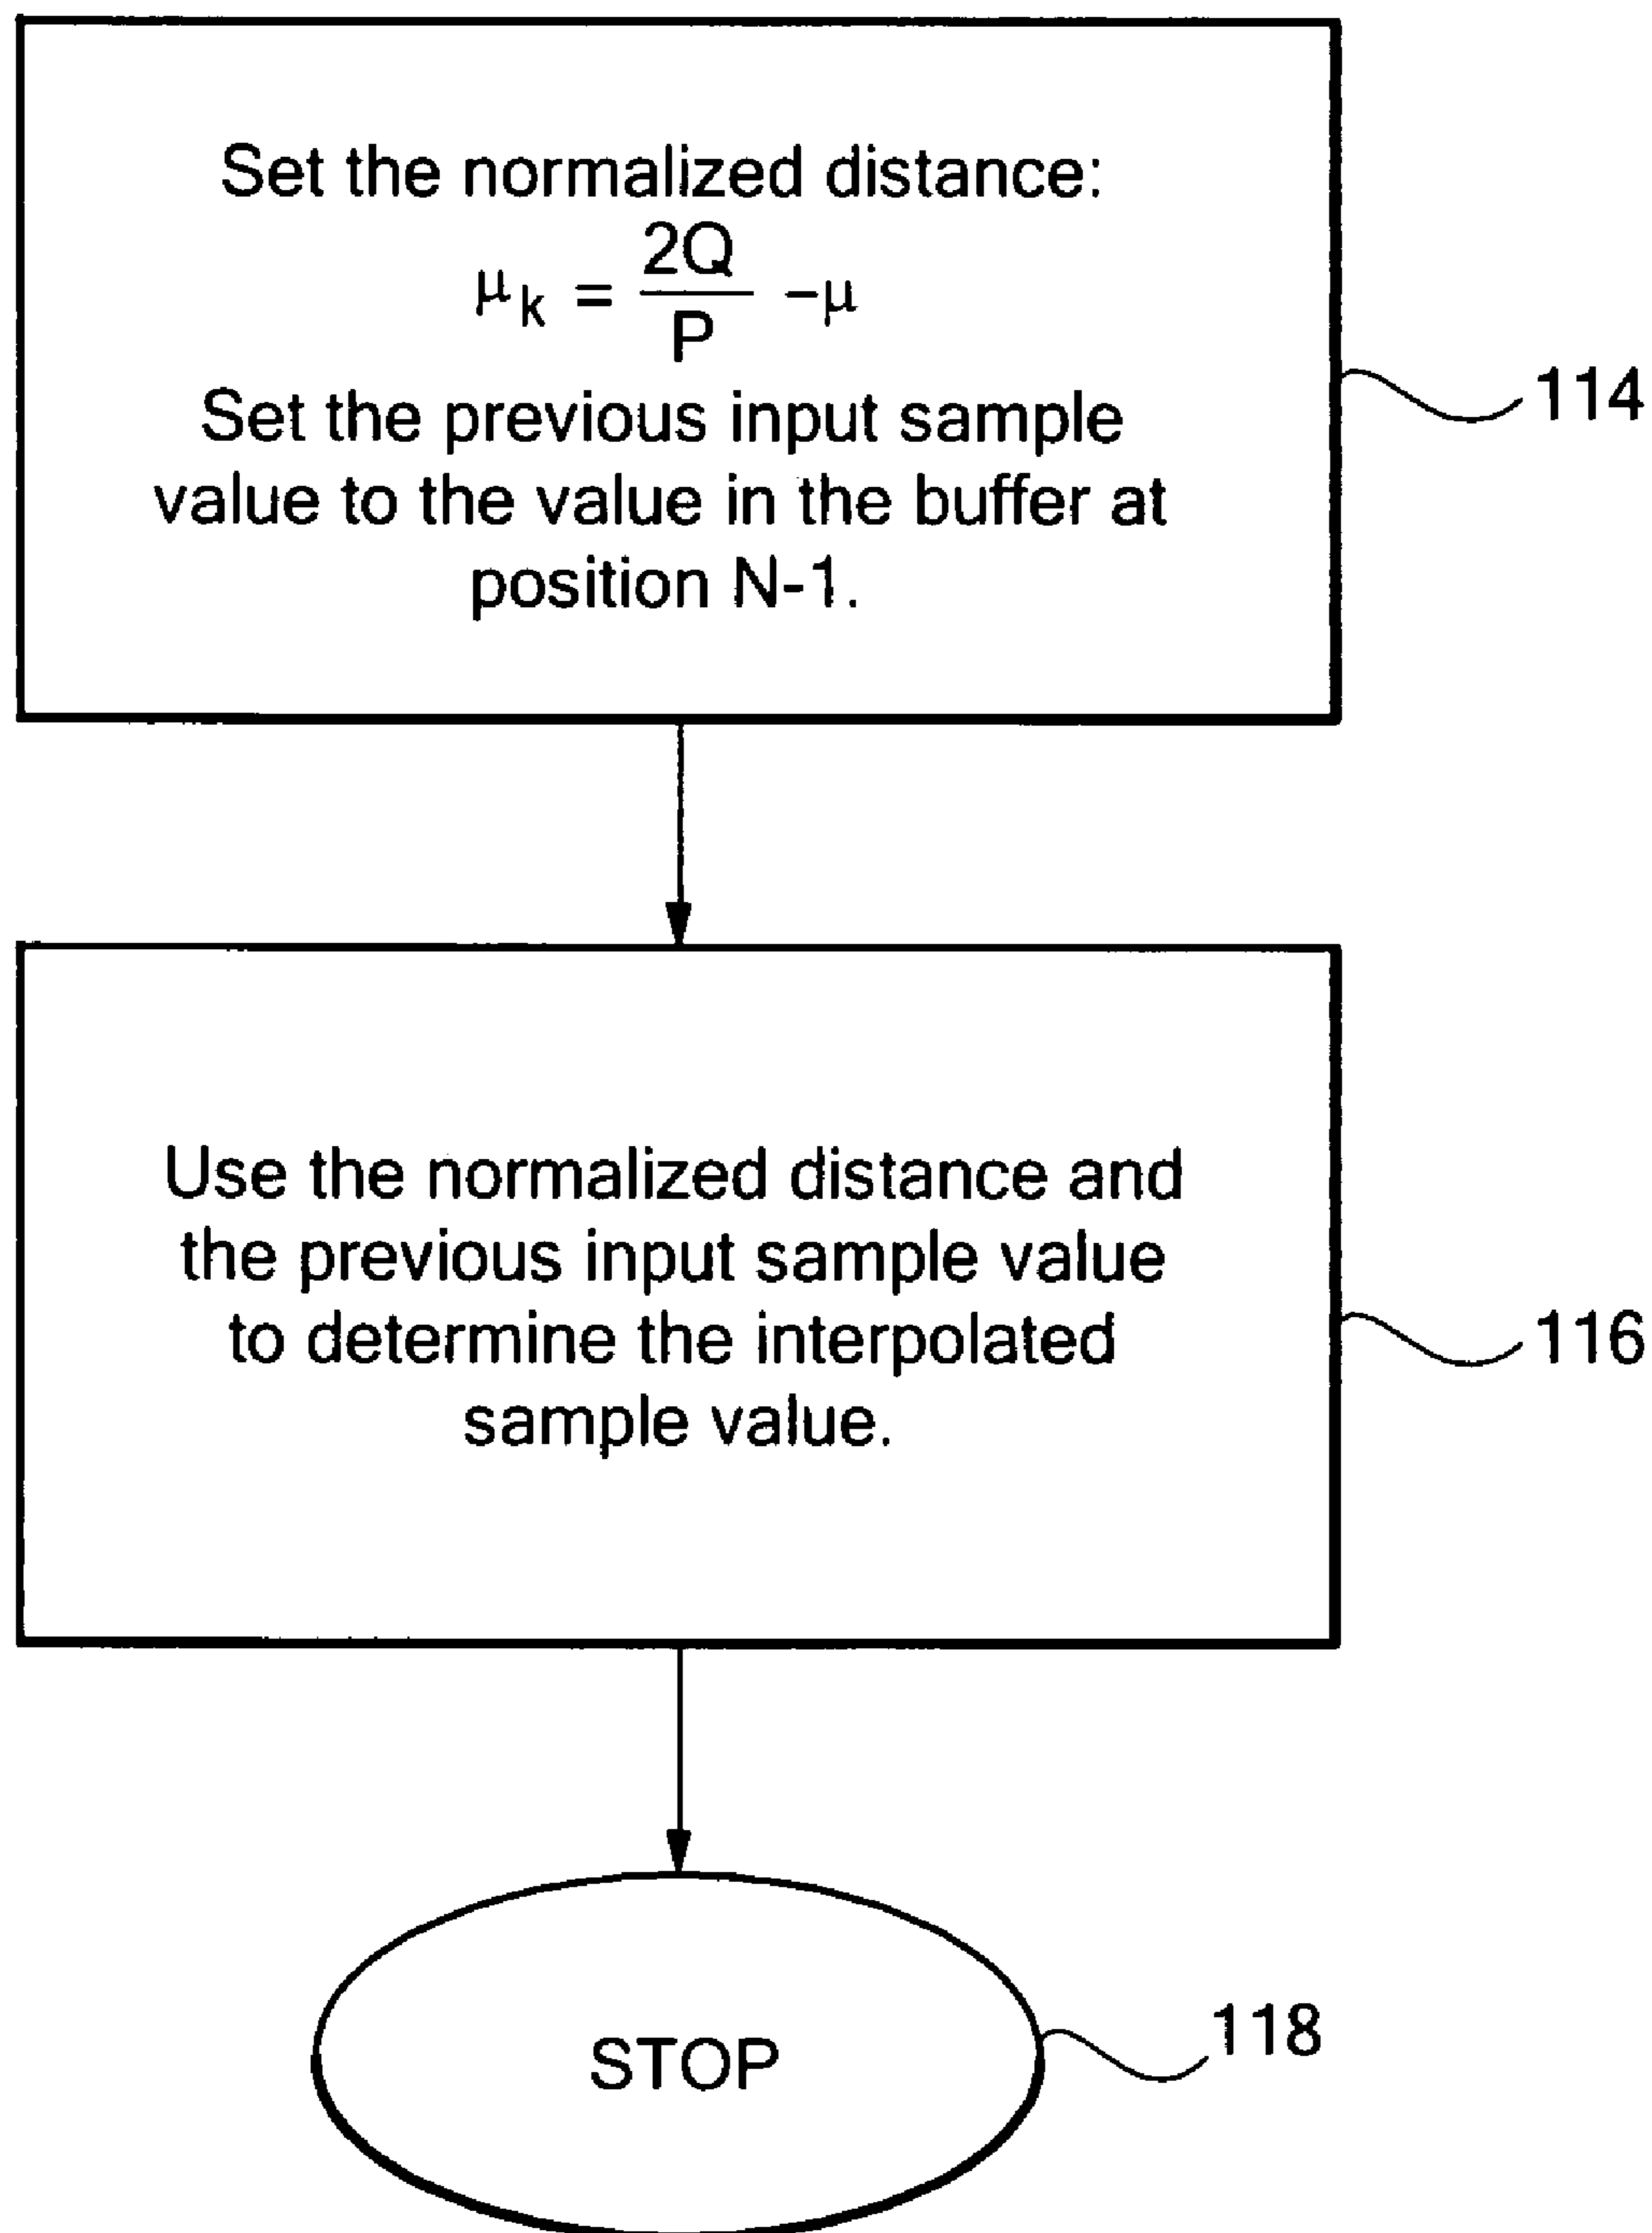 Set the normalized distance:
μk = 2Q/P -μ
Set the previous input sample
value to the value in the buffer at
position N-1.
114
Use the normalized distance and
the previous input sample value
to determine the interpolated
sample value.
116
STOP
118